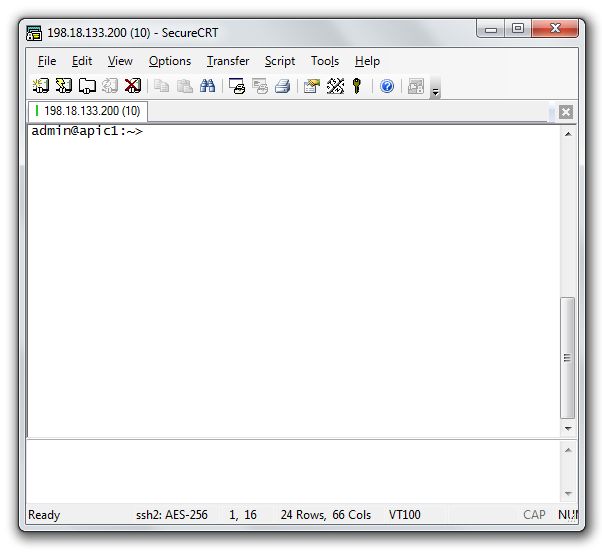 198.18.133.200 (10) - SecureCRT
File Edit View Options Transfer Script Tools Help
198.18.133.200 (10)
admin@apic1:~>
Ready ssh2: AES-256 1, 16 24 Rows, 66 Cols VT100 CAP NUM